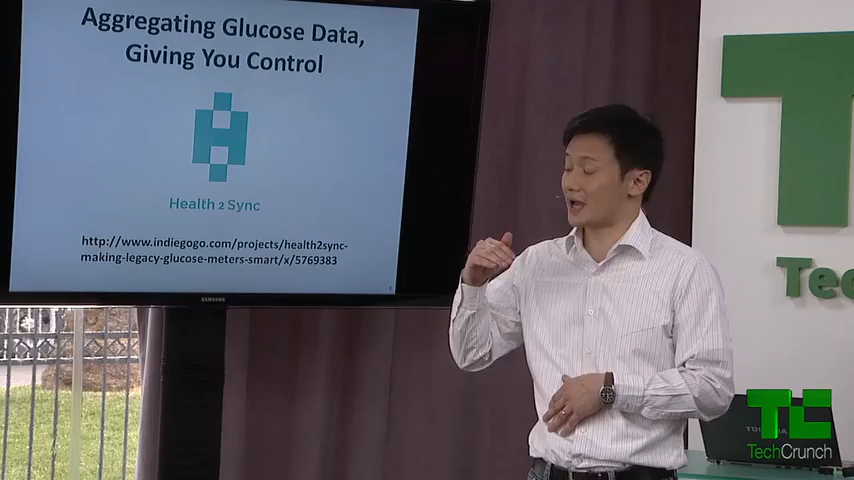 Aggregating Glucose Data,
Giving You Control
Health 2 Sync
http://www.indiegogo.com/projects/health2sync-
making-legacy-glucose-meters-smart/x/5769383
SAMSUNG
TechCrunch